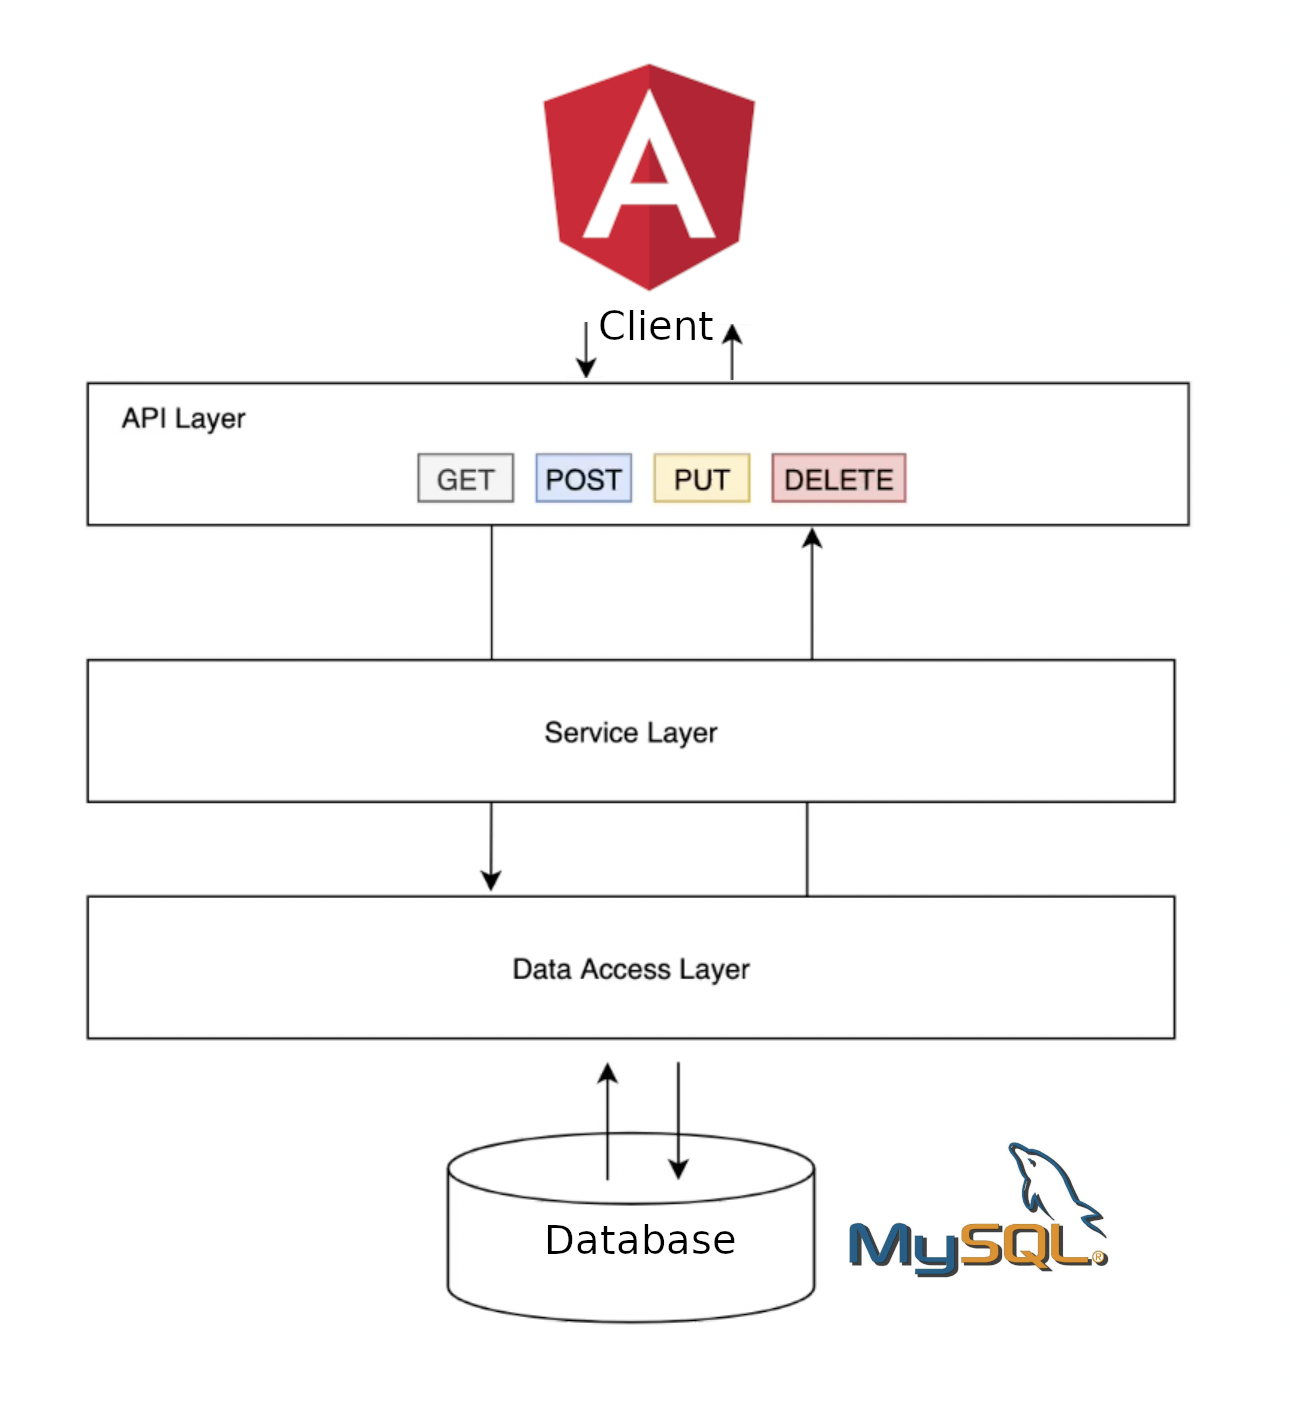 Client
API Layer
GET POST PUT DELETE
Service Layer
Data Access Layer
Database
MySQL®